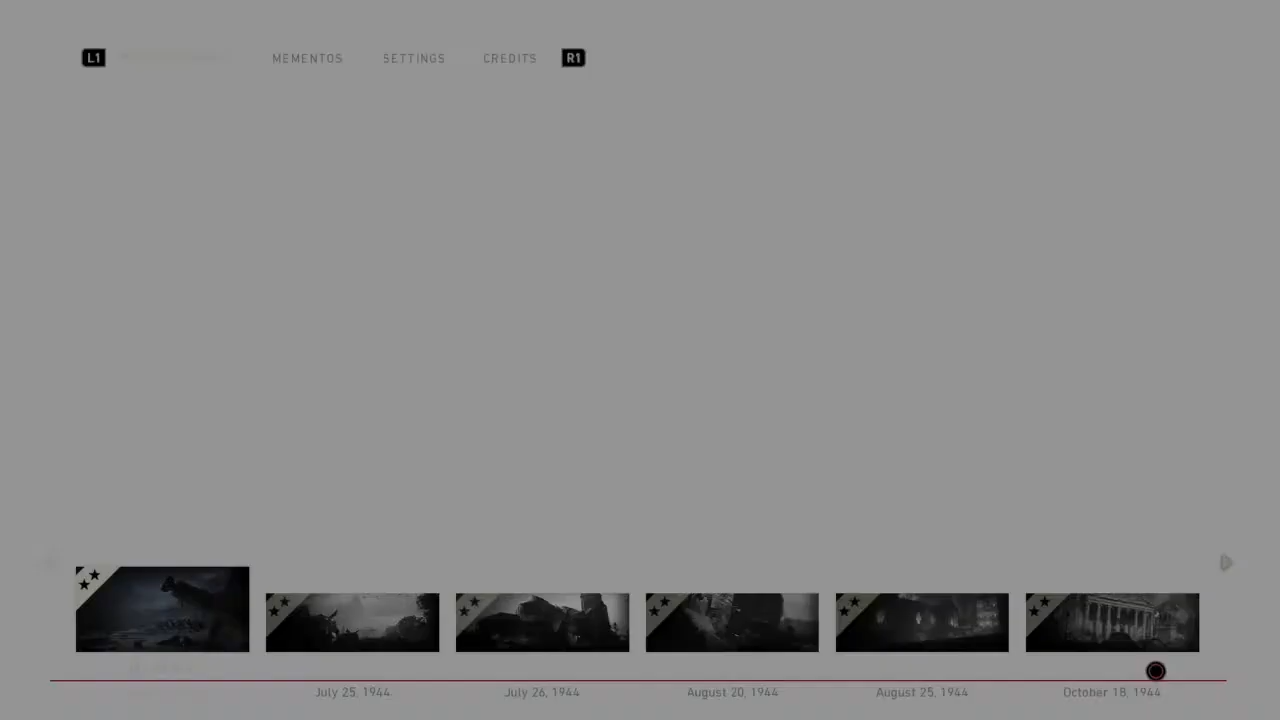 L1 MEMENTOS SETTINGS CREDITS R1
July 25, 1944 July 26, 1944 August 20, 1944 August 25, 1944 October 18, 1944